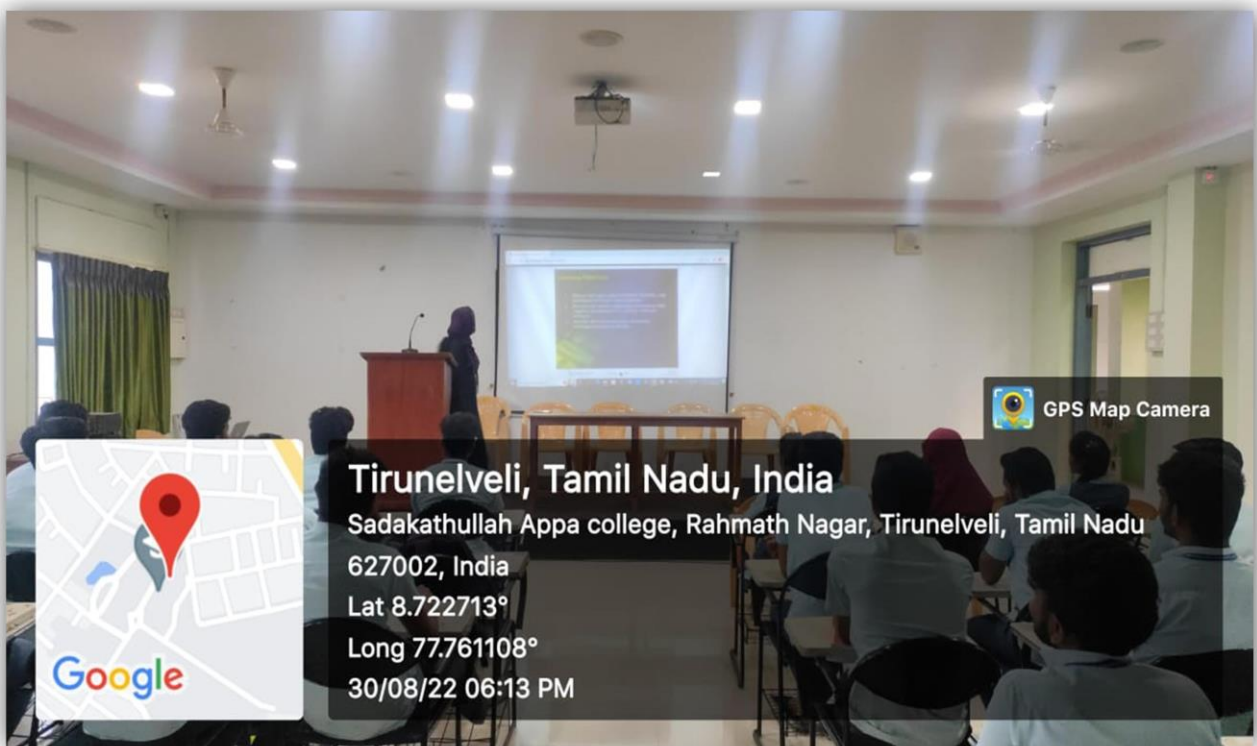 GPS Map Camera
Tirunelveli, Tamil Nadu, India
Sadakathullah Appa college, Rahmath Nagar, Tirunelveli, Tamil Nadu
627002, India
Lat 8.722713°
Long 77.761108°
30/08/22 06:13 PM
Google